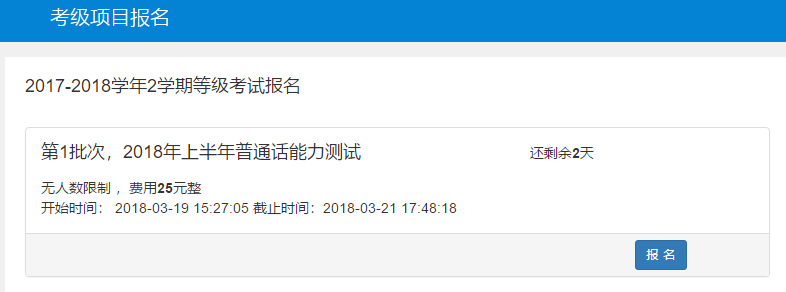 考级项目报名
2017-2018学年2学期等级考试报名
第1批次，2018年上半年普通话能力测试 还剩余2天
无人数限制 ，费用25元整
开始时间： 2018-03-19 15:27:05 截止时间：2018-03-21 17:48:18
报 名